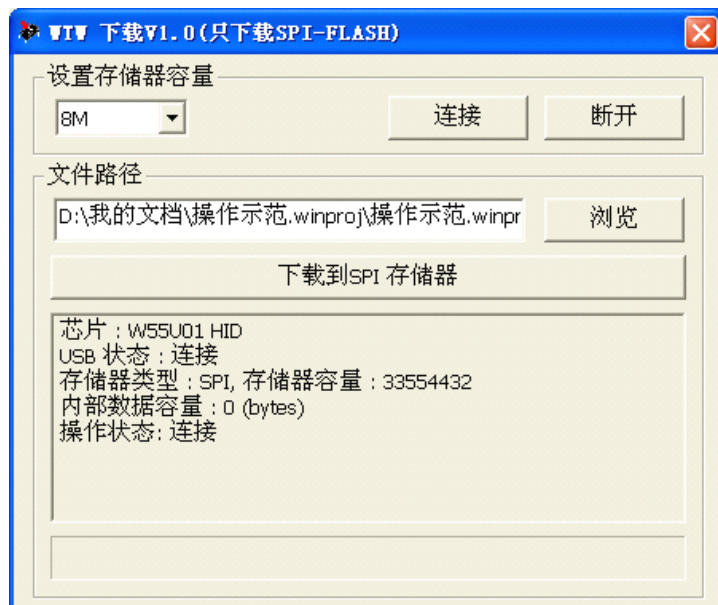 WTW 下载V1.0(只下载SPI-FLASH)
设置存储器容量
8M
连接
断开
文件路径
D:\我的文档\操作示范.winproj\操作示范.winpr
浏览
下载到SPI 存储器
芯片 : W55U01 HID
USB 状态 : 连接
存储器类型 : SPI, 存储器容量 : 33554432
内部数据容量 : 0 (bytes)
操作状态: 连接